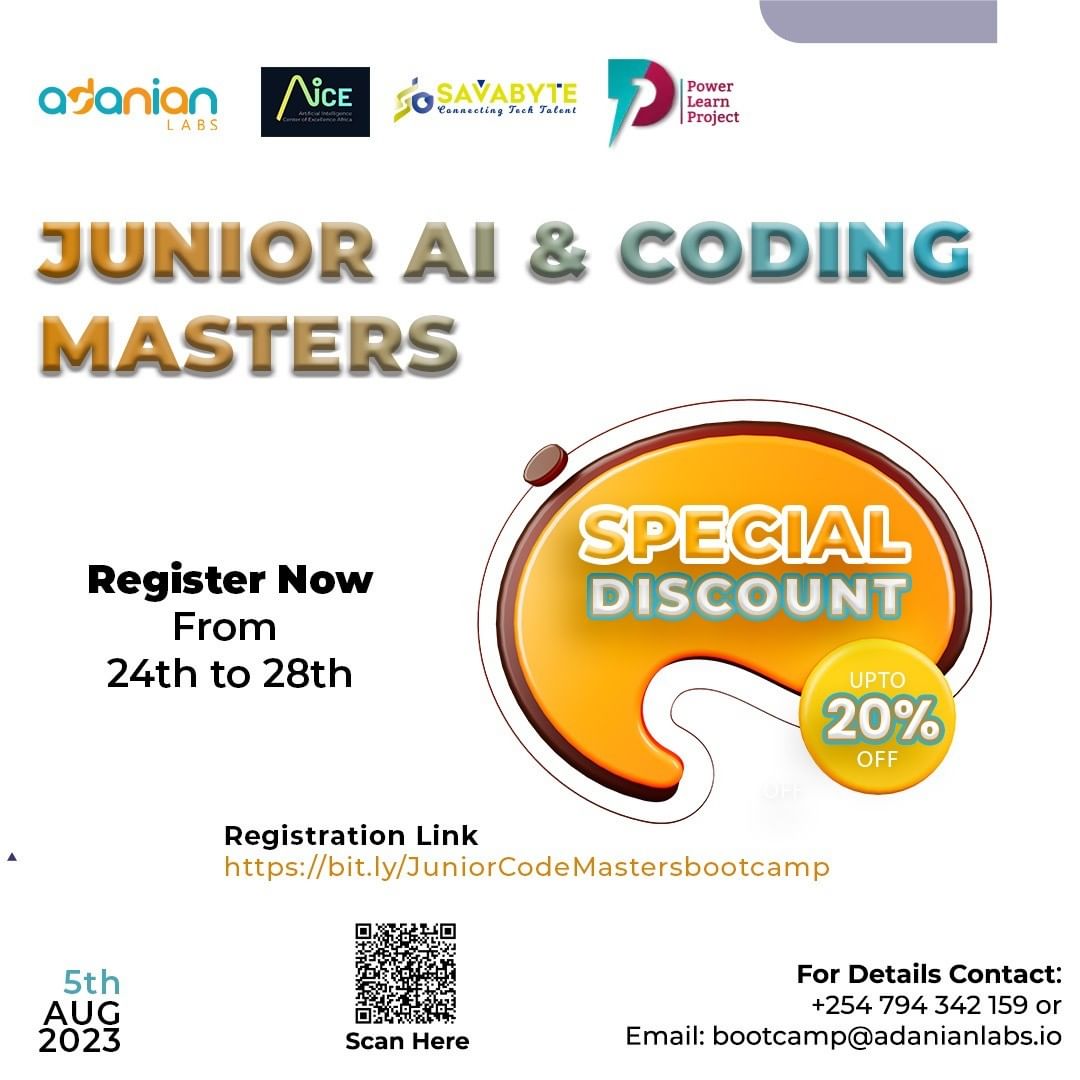 adanian
LABS
AICE
Artificial Intelligence
Center of Excellence Africa
SAVABYTE
Connecting Tech Talent
Power
Learn
Project
JUNIOR AI & CODING
MASTERS
SPECIAL
DISCOUNT
Register Now
From
24th to 28th
UPTO
20%
OFF
OFF
Registration Link
https://bit.ly/JuniorCodeMastersbootcamp
5th
AUG
2023
Scan Here
For Details Contact:
+254 794 342 159 or
Email: bootcamp@adanianlabs.io